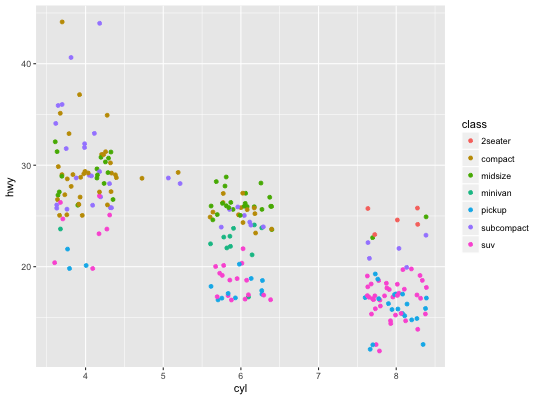 hwy
40
30
20
4
5
6
7
8
cyl
class
2seater
compact
midsize
minivan
pickup
subcompact
suv